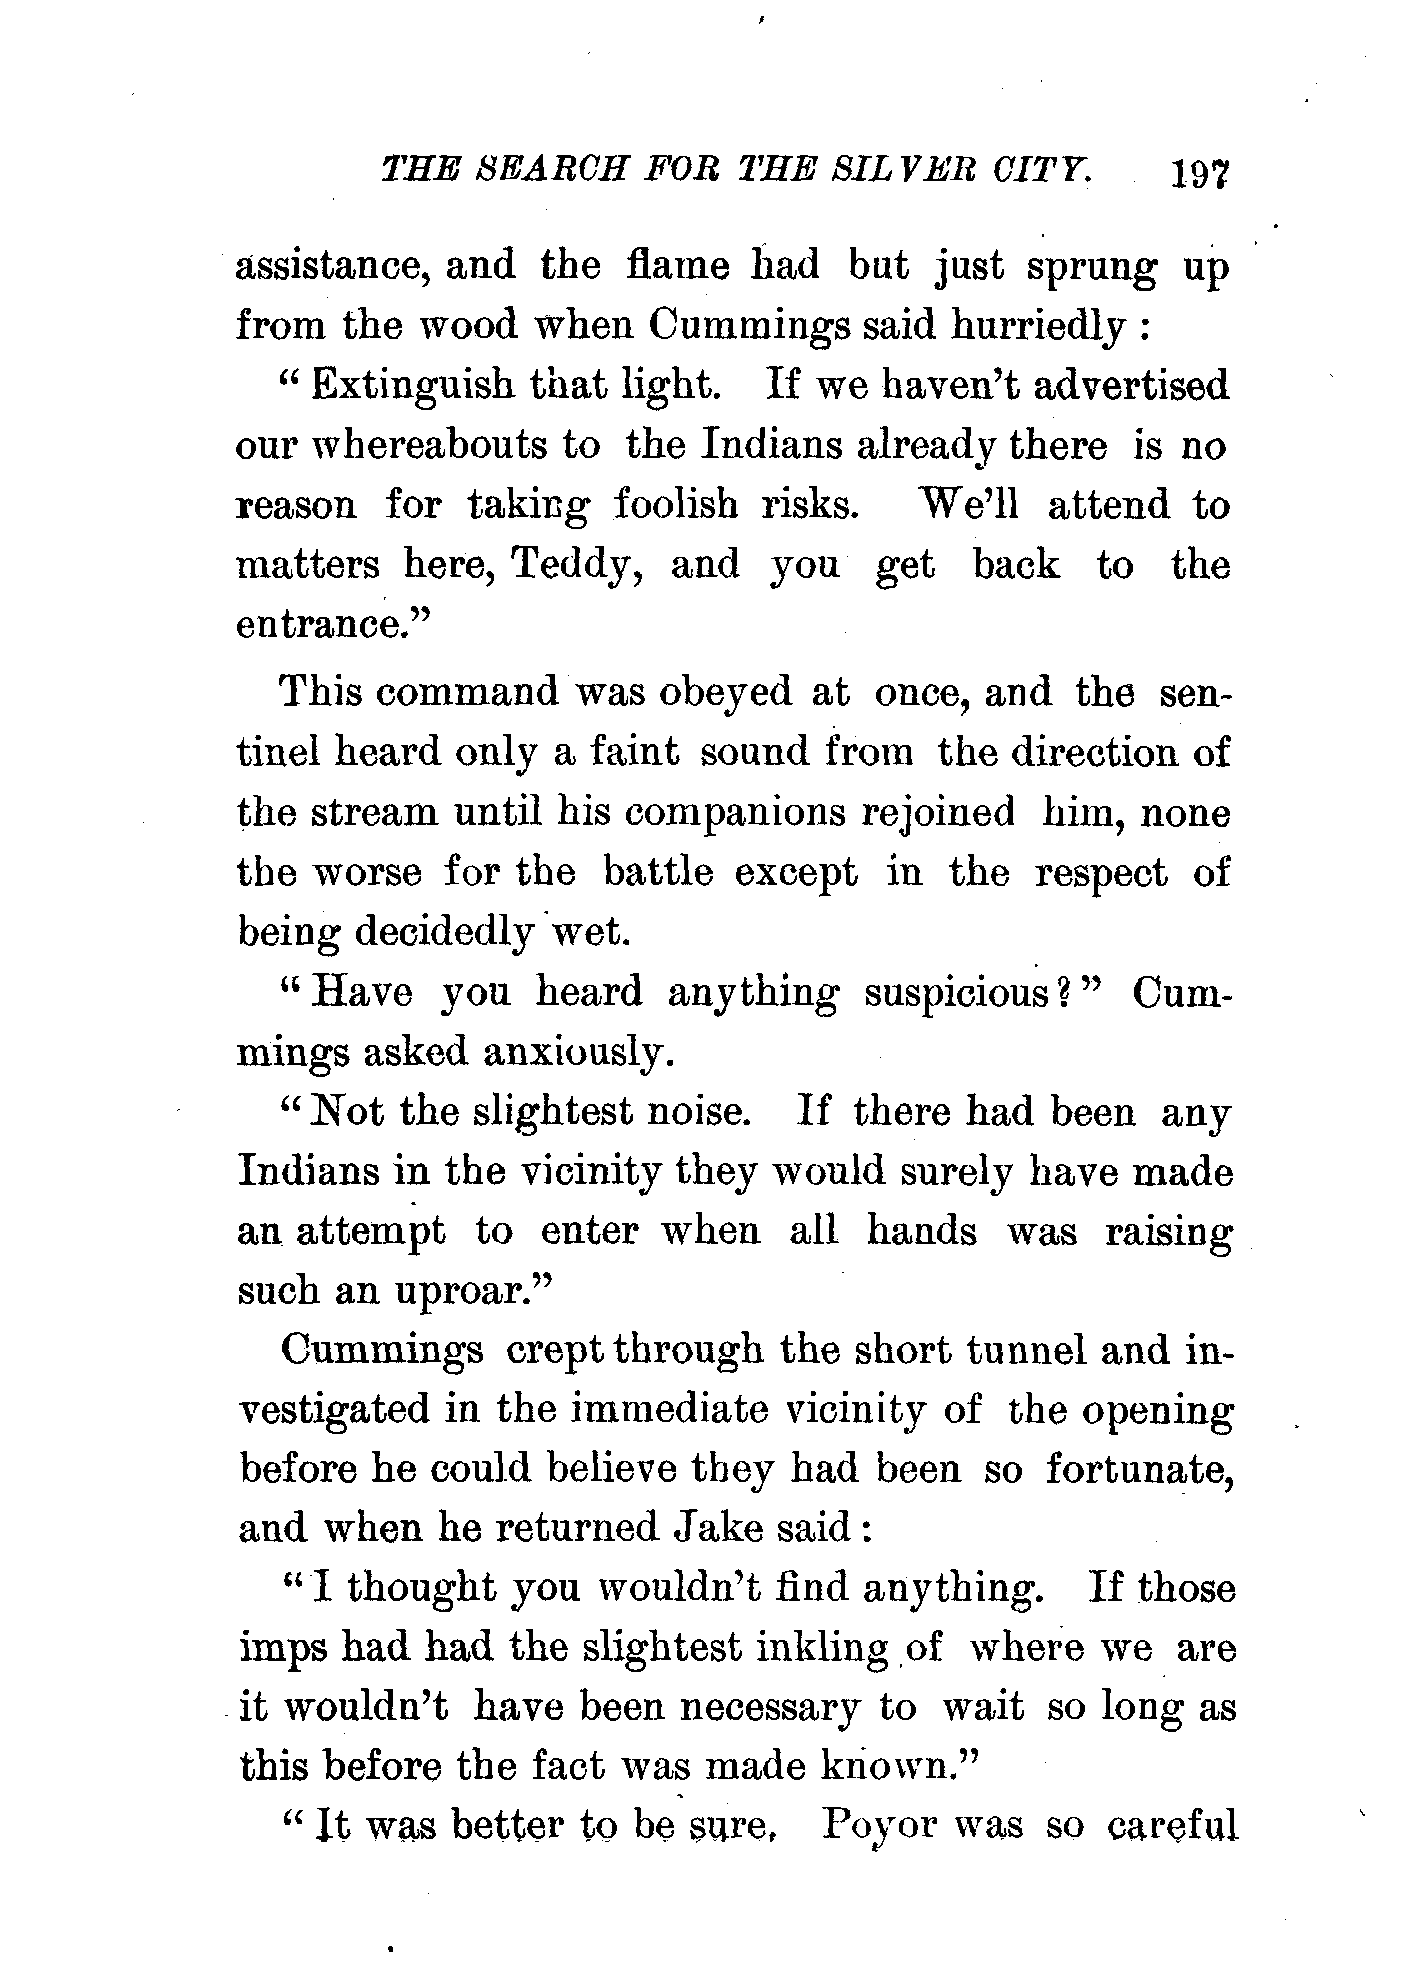 THE SEARCH FOR THE SILVER CITY. 197
assistance, and the flame had but just sprung up
from the wood when Cummings said hurriedly :
“ Extinguish that light. If we haven’t advertised
our whereabouts to the Indians already there is no
reason for taking foolish risks. We’ll attend to
matters here, Teddy, and you get back to the
entrance.”
This command was obeyed at once, and the sen-
tinel heard only a faint sound from the direction of
the stream until his companions rejoined him, none
the worse for the battle except in the respect of
being decidedly wet.
“ Have you heard anything suspicious ? ” Cum-
mings asked anxiously.
“ Not the slightest noise. If there had been any
Indians in the vicinity they would surely have made
an attempt to enter when all hands was raising
such an uproar.”
Cummings crept through the short tunnel and in-
vestigated in the immediate vicinity of the opening
before he could believe they had been so fortunate,
and when he returned Jake said :
“ I thought you wouldn’t find anything. If those
imps had had the slightest inkling of where we are
it wouldn’t have been necessary to wait so long as
this before the fact was made known.”
“ It was better to be sure. Poyor was so careful